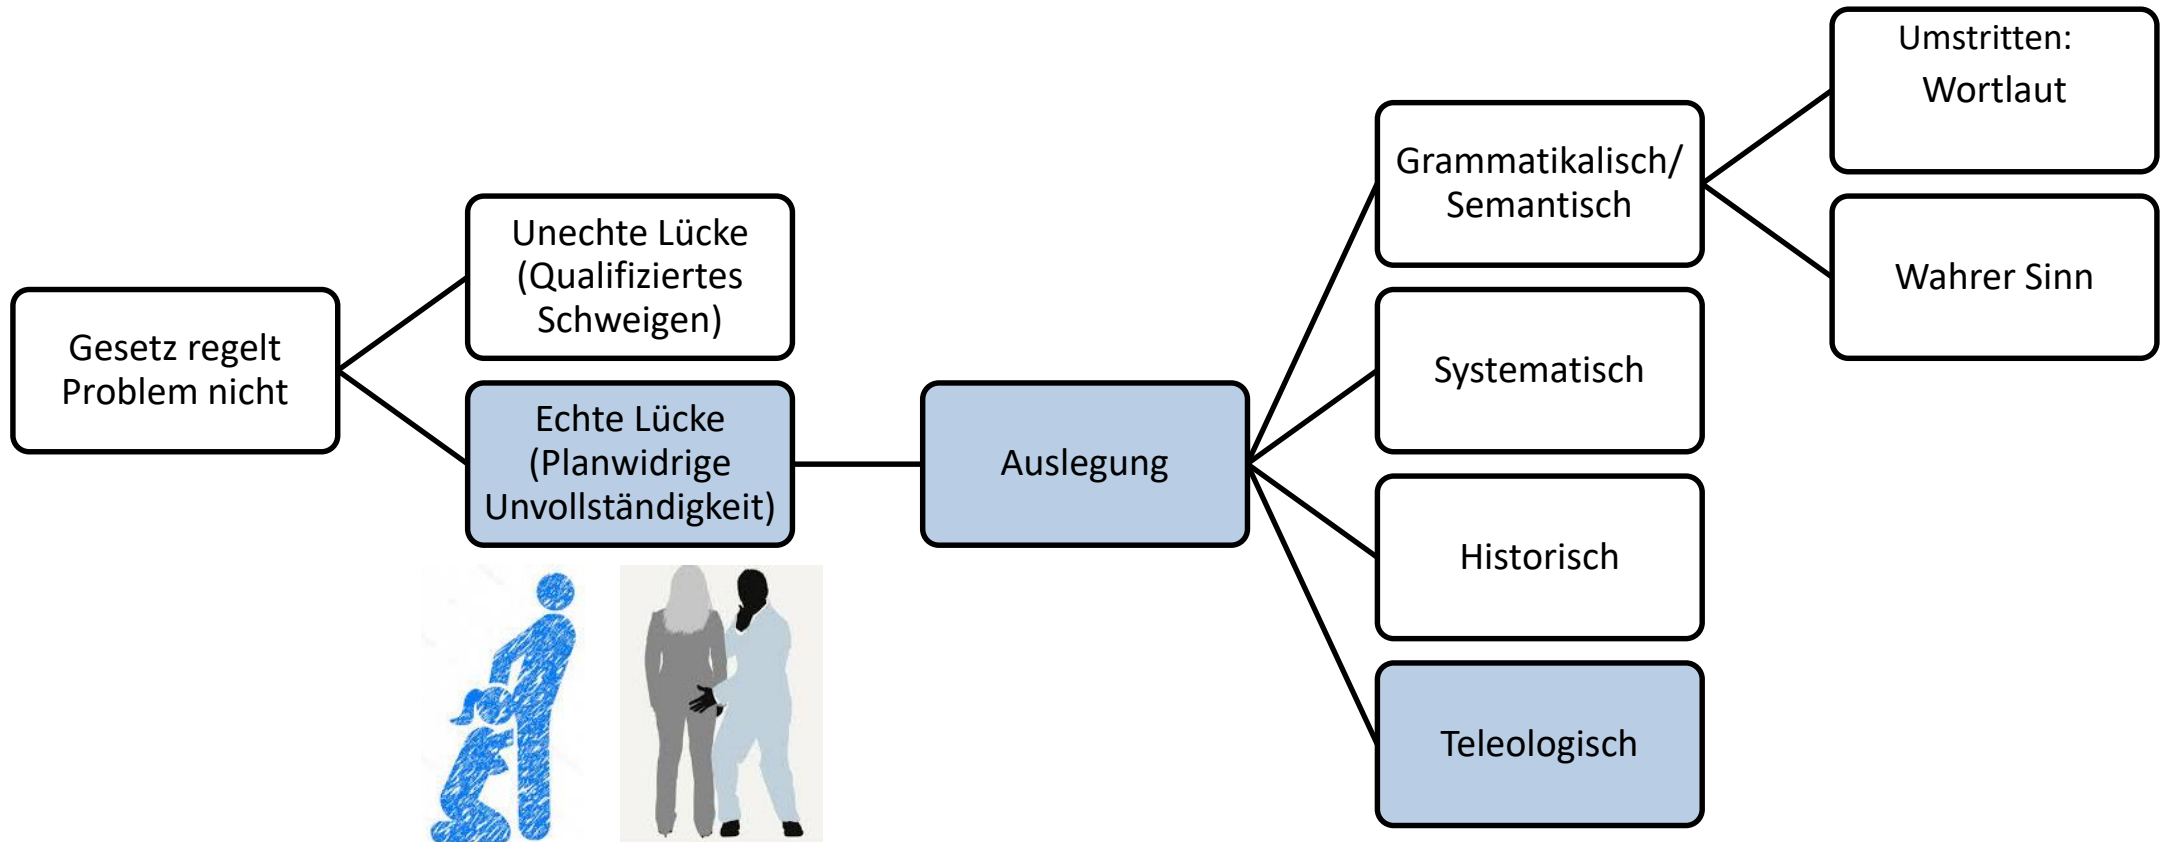 Gesetz regelt
Problem nicht
Unechte Lücke
(Qualifiziertes
Schweigen)
Echte Lücke
(Planwidrige
Unvollständigkeit)
Auslegung
Grammatikalisch/
Semantisch
Systematisch
Historisch
Teleologisch
Umstritten:
Wortlaut
Wahrer Sinn